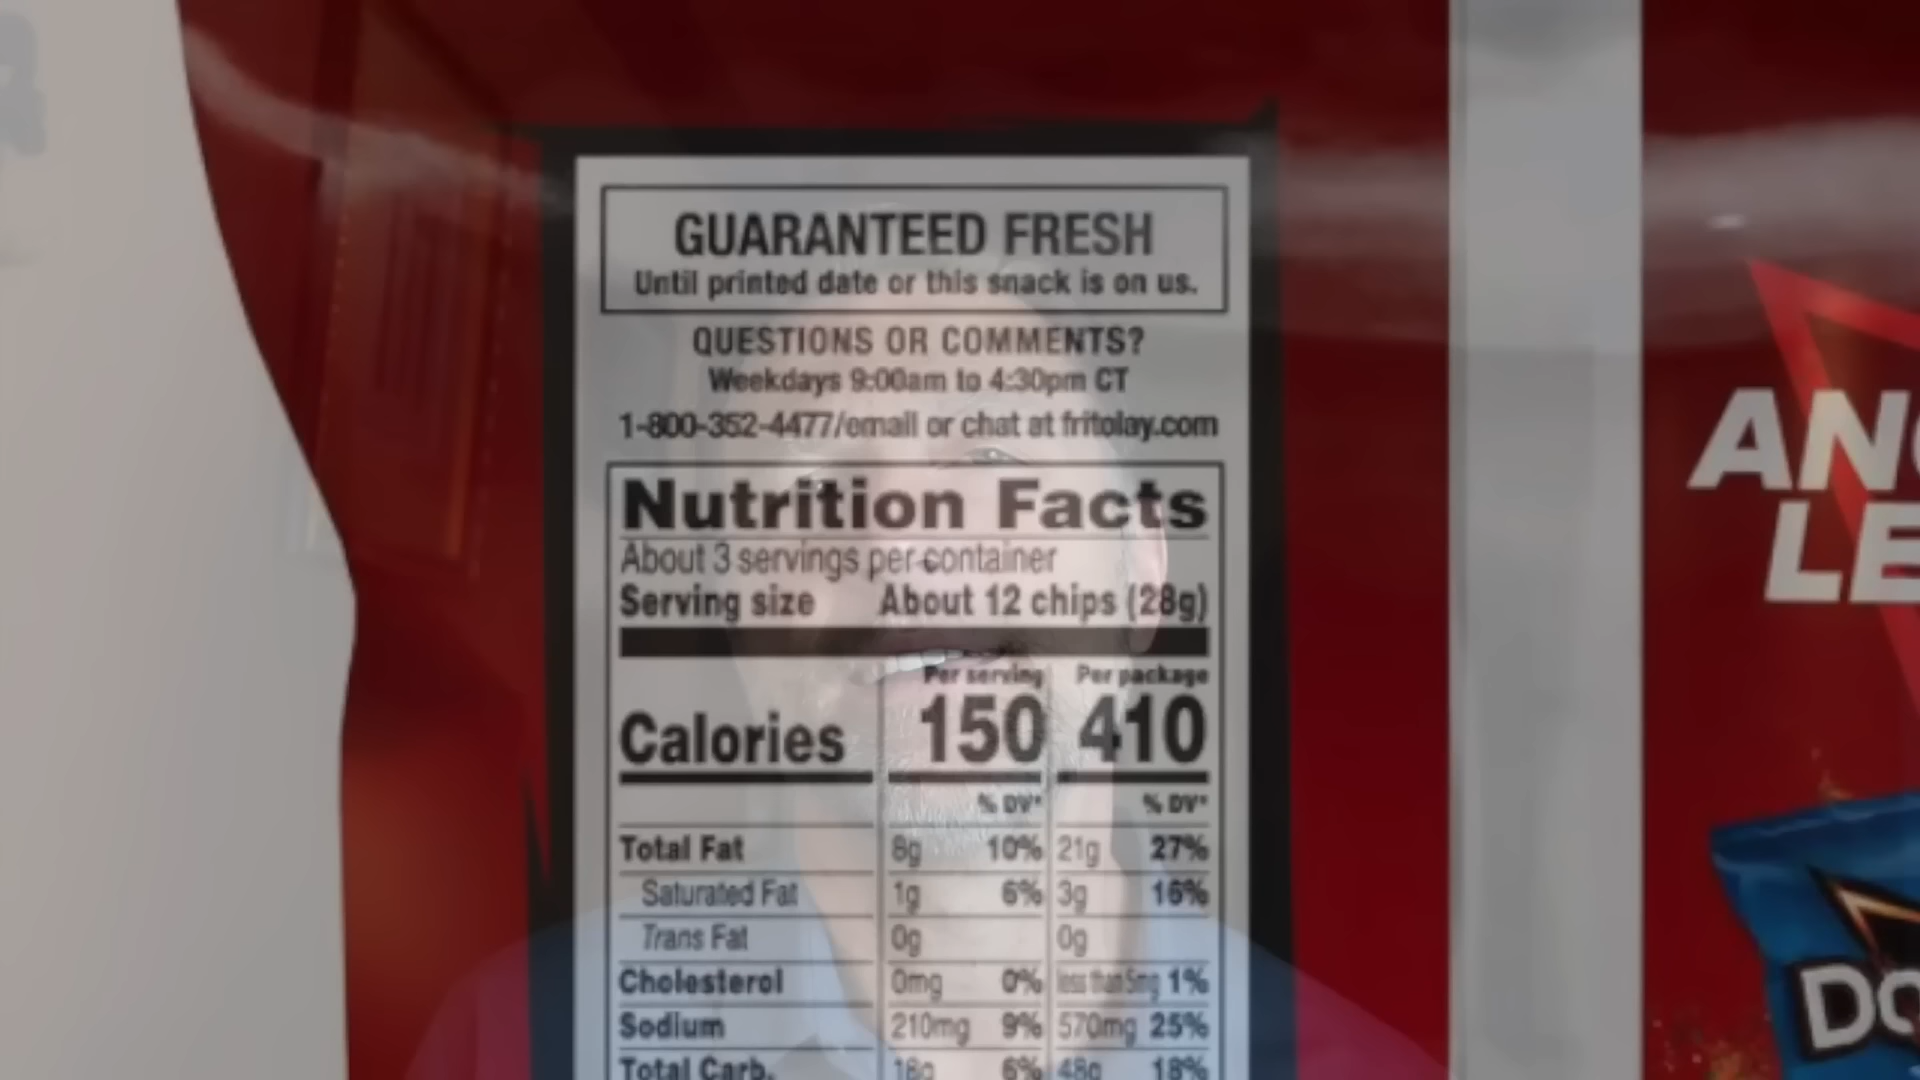 GUARANTEED FRESH
Until printed date or this snack is on us.
QUESTIONS OR COMMENTS?
Weekdays 9:00am to 4:30pm CT
1-800-352-4477/email or chat at fritolay.com
Nutrition Facts
About 3 servings per container
Serving size About 12 chips (28g)
Per serving Per package
Calories 150 410
% DV* % DV*
Total Fat 8g 10% 21g 27%
Saturated Fat 1g 6% 3g 16%
Trans Fat 0g 0g
Cholesterol 0mg 0% less than 5mg 1%
Sodium 210mg 9% 570mg 25%
Total Carb. 18g 6% 48g 18%
AN
LE
DO